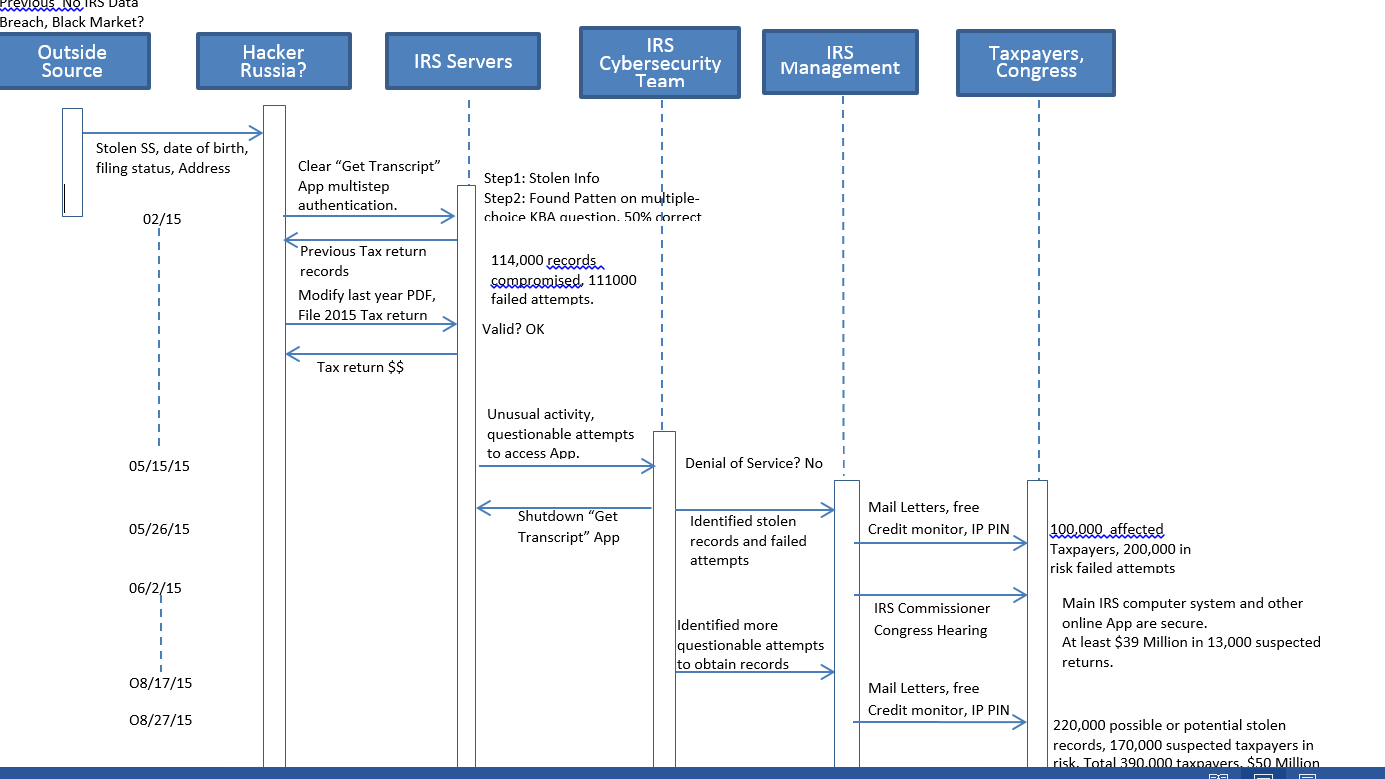 Previous No IRS Data
Breach, Black Market?
Outside
Source
Hacker
Russia?
IRS Servers
IRS
Cybersecurity
Team
IRS
Management
Taxpayers,
Congress
Stolen SS, date of birth,
filing status, Address
Clear “Get Transcript”
App multistep
authentication.
Step1: Stolen Info
Step2: Found Patten on multiple-
choice KBA question. 50% correct
02/15
Previous Tax return
records
114,000 records
compromised, 111000
failed attempts.
Modify last year PDF,
File 2015 Tax return
Valid? OK
Tax return $$
Unusual activity,
questionable attempts
to access App.
05/15/15
Denial of Service? No
Shutdown “Get
Transcript” App
Identified stolen
records and failed
attempts
Mail Letters, free
Credit monitor, IP PIN
05/26/15
100,000 affected
Taxpayers, 200,000 in
risk failed attempts
06/2/15
IRS Commissioner
Congress Hearing
Main IRS computer system and other
online App are secure.
At least $39 Million in 13,000 suspected
returns.
Identified more
questionable attempts
to obtain records
O8/17/15
Mail Letters, free
Credit monitor, IP PIN
O8/27/15
220,000 possible or potential stolen
records, 170,000 suspected taxpayers in
risk. Total 390,000 taxpayers. $50 Million